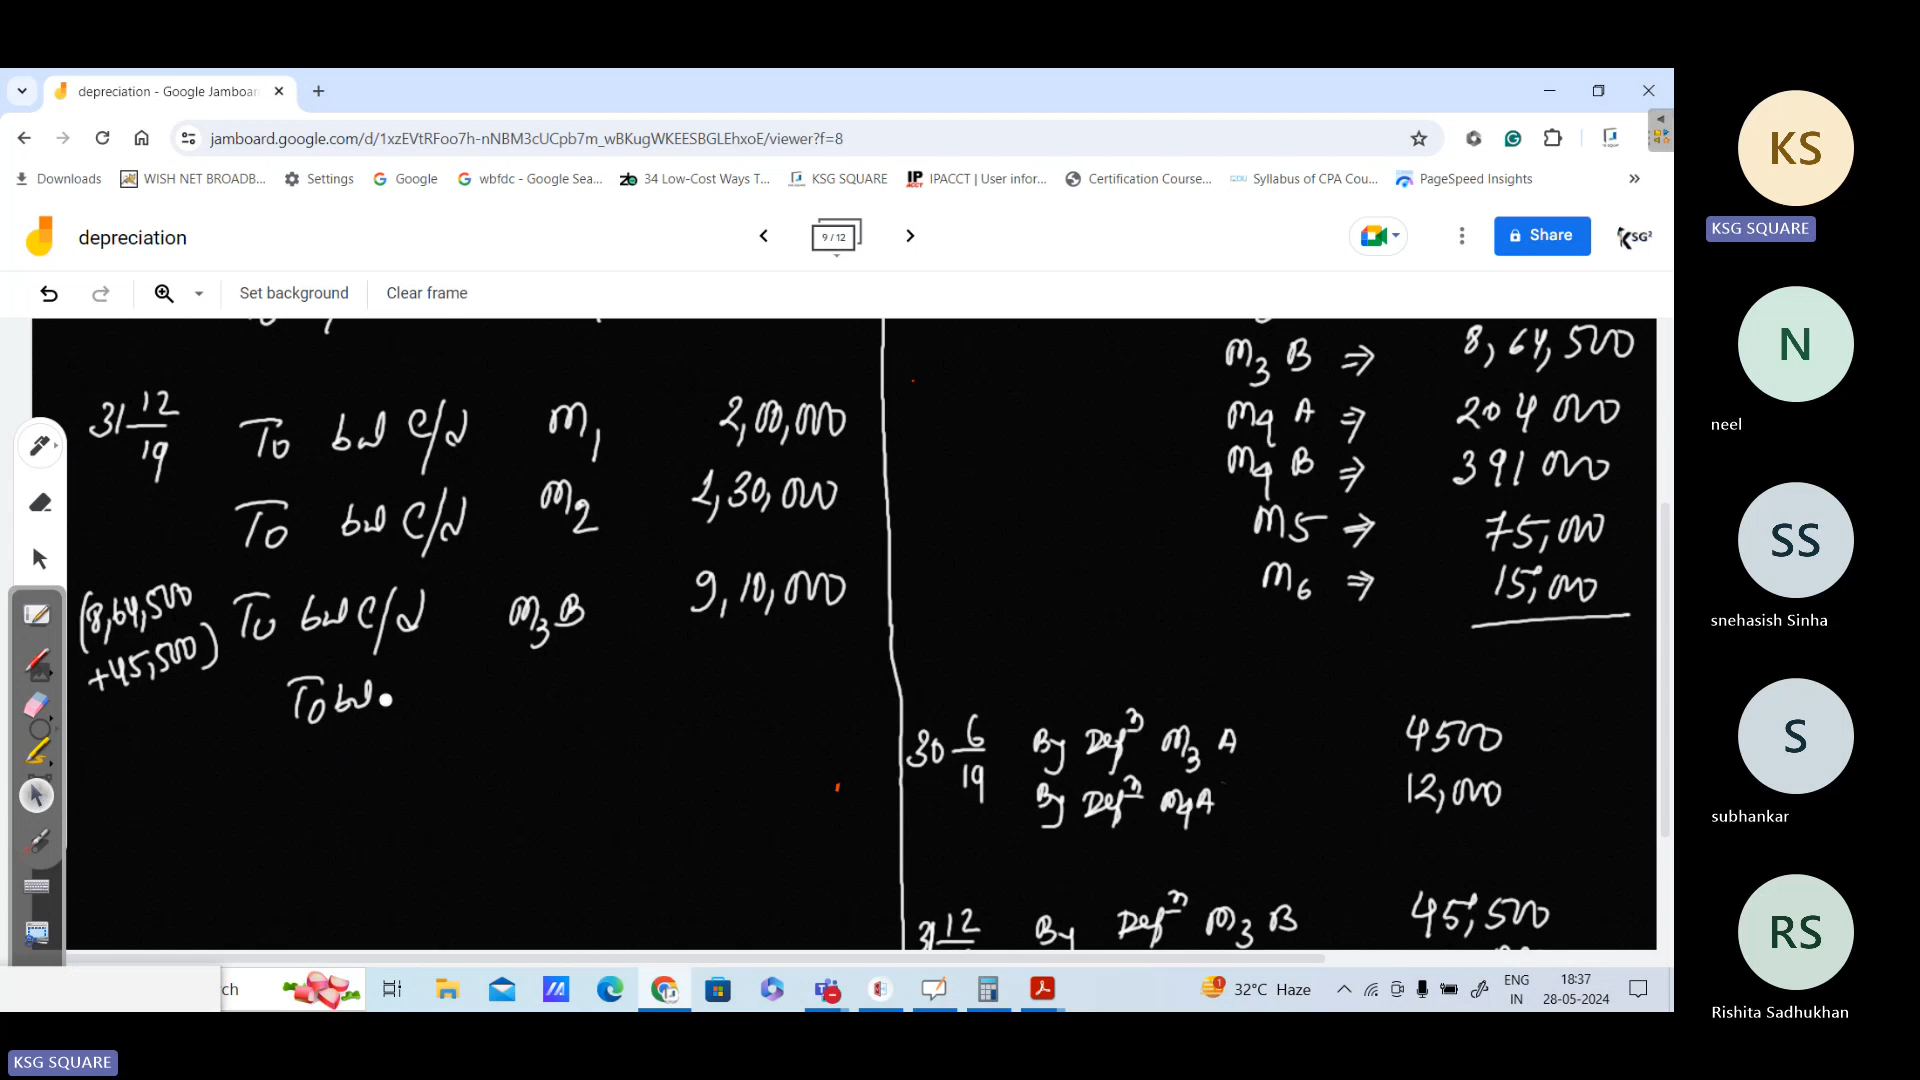 depreciation - Google Jamboar
jamboard.google.com/d/1xzEVtRFoo7h-nNBM3cUCpb7m_wBKugWKEESBGLEhxoE/viewer?f=8
Downloads WISH NET BROADB... Settings Google wbfdc - Google Sea... 34 Low-Cost Ways T... KSG SQUARE IPACCT | User infor... Certification Course... Syllabus of CPA Cou... PageSpeed Insights
depreciation
9 / 12
Share
KSG²
Set background Clear frame
31 12/19 To bal C/d M1 2,00,000
To bal C/d M2 1,30,000
(8,64,500 + 45,500) To bal C/d M3 B 9,10,000
To bal
M3 B ⇒ 8,64,500
M4 A ⇒ 204000
M4 B ⇒ 391000
M5 ⇒ 75,000
M6 ⇒ 15,000
30 6/19 By Depn M3 A 4500
By Depn M4A 12,000
31 12 By Depn M3 B 45,500
ch
32°C Haze
ENG
IN
18:37
28-05-2024
KS
KSG SQUARE
N
neel
SS
snehasish Sinha
S
subhankar
RS
Rishita Sadhukhan
KSG SQUARE